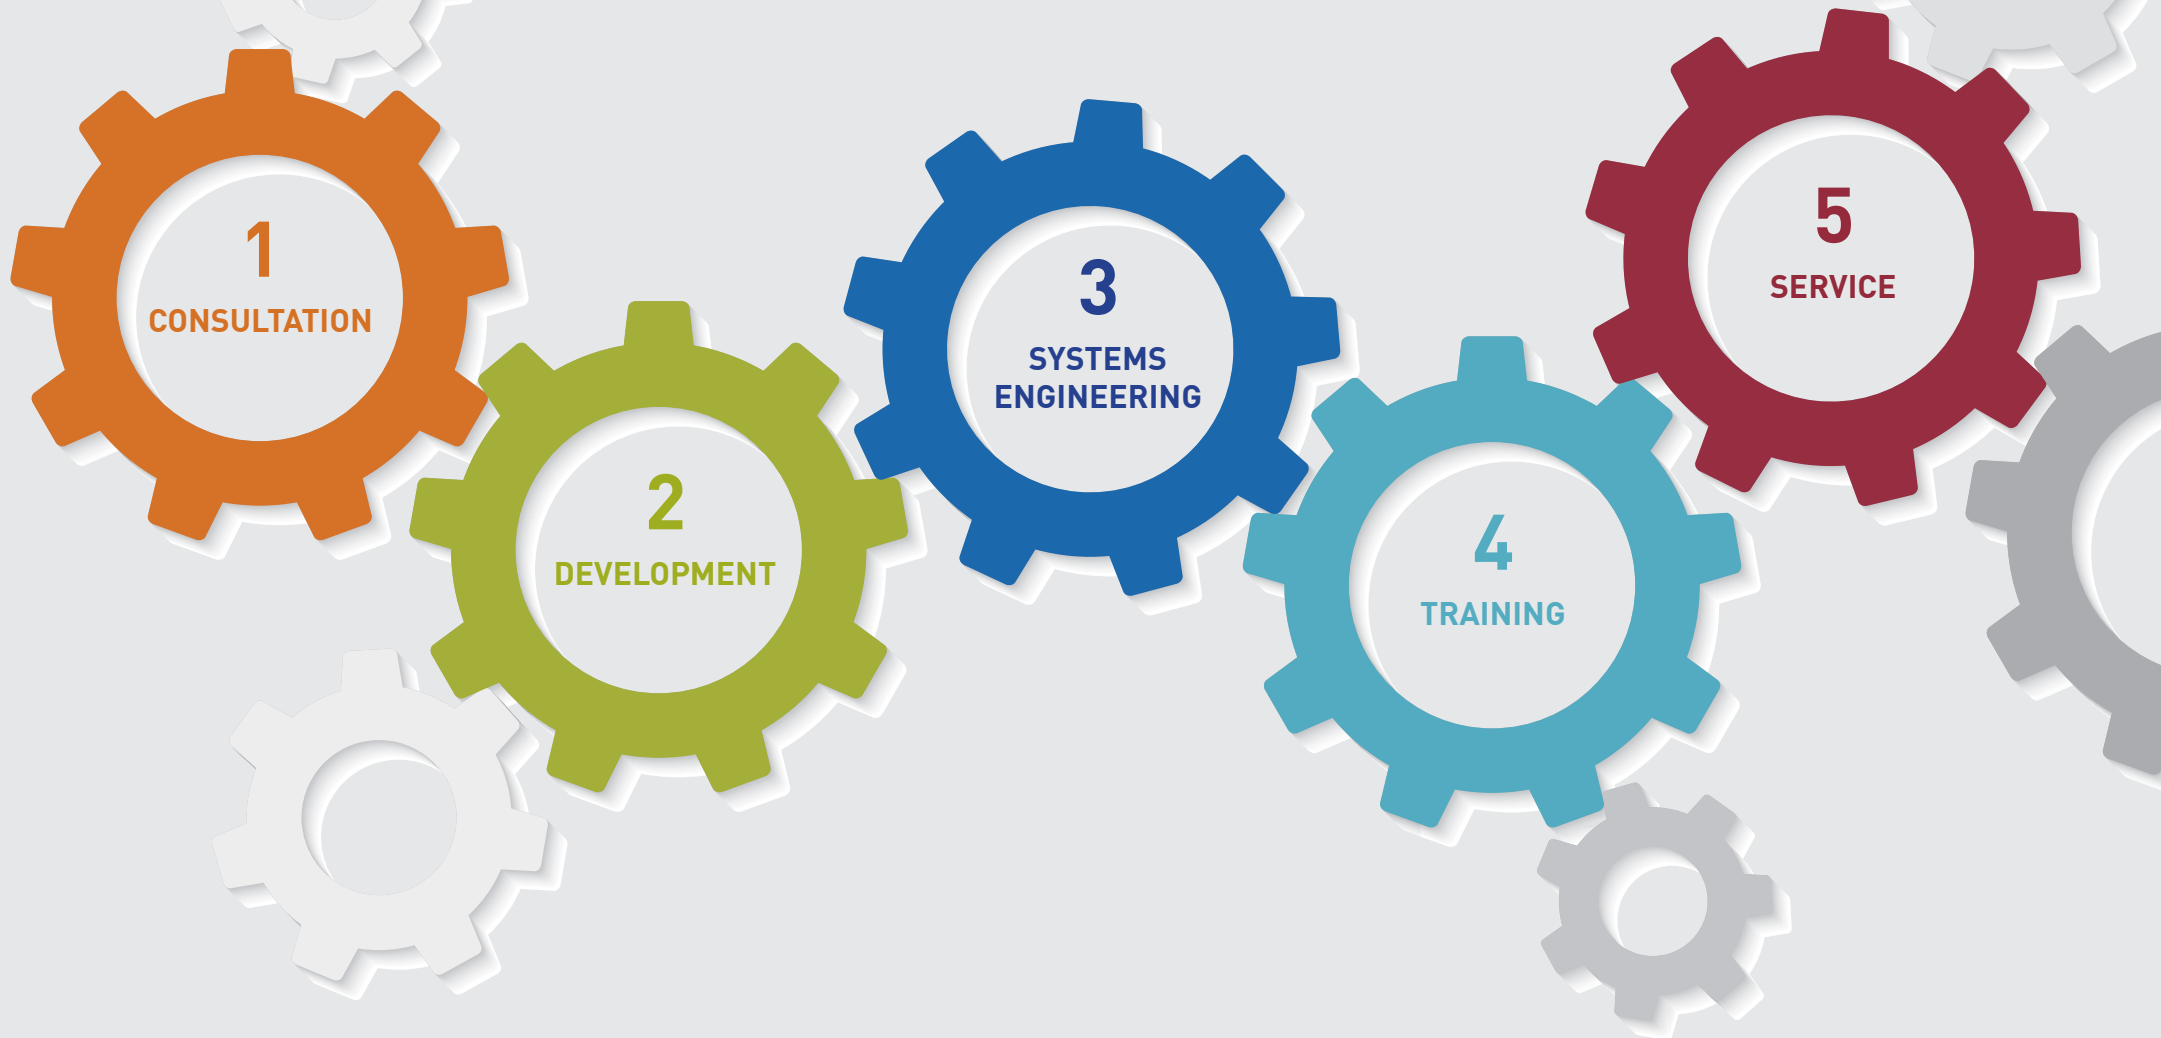 1
CONSULTATION
2
DEVELOPMENT
3
SYSTEMS
ENGINEERING
4
TRAINING
5
SERVICE